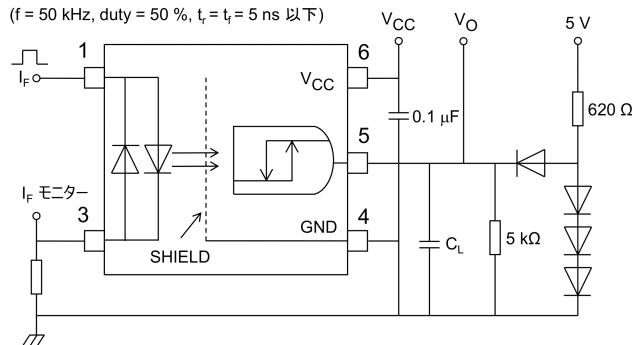 (f = 50 kHz, duty = 50 %, tr = tf = 5 ns 以下)
VCC
VO
5 V
1
6
IF
VCC
0.1 μF
620 Ω
5
IF モニター
3
4
GND
SHIELD
CL
5 kΩ